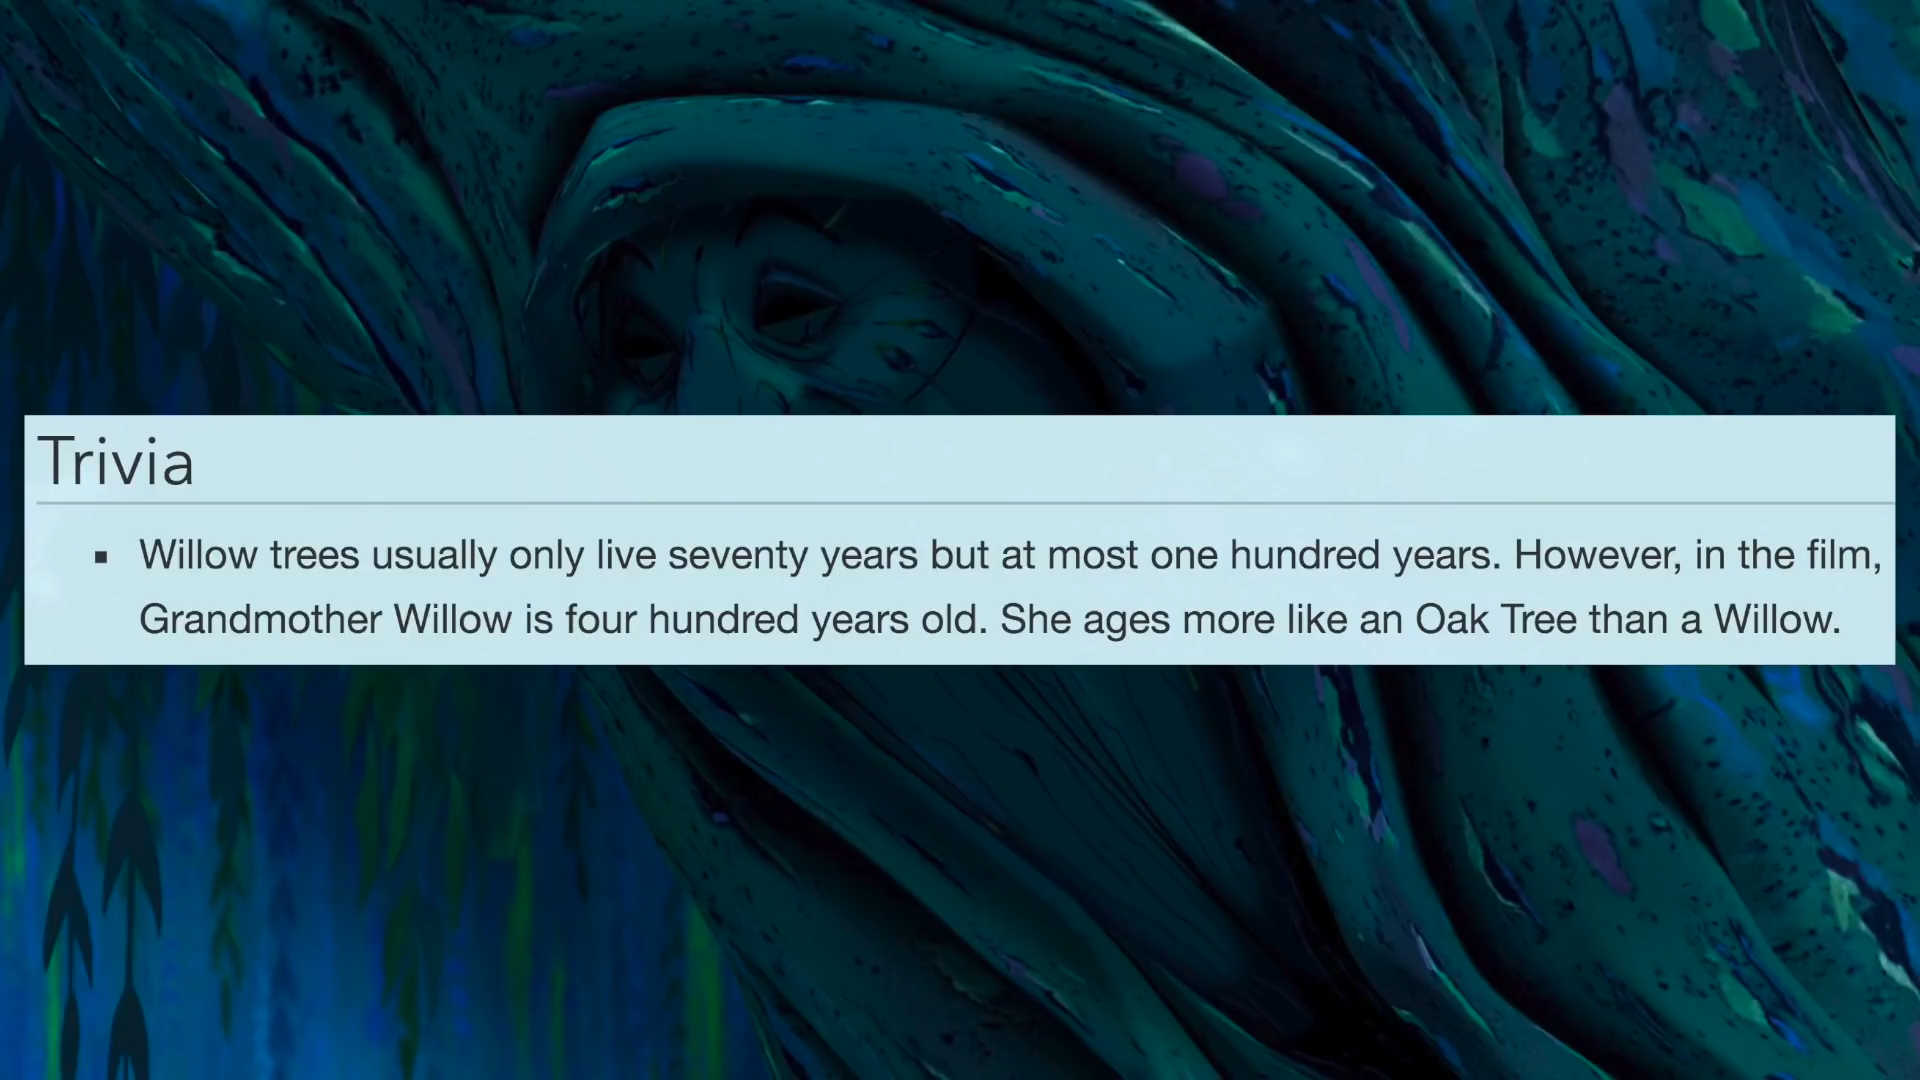 Trivia
▪ Willow trees usually only live seventy years but at most one hundred years. However, in the film,
Grandmother Willow is four hundred years old. She ages more like an Oak Tree than a Willow.